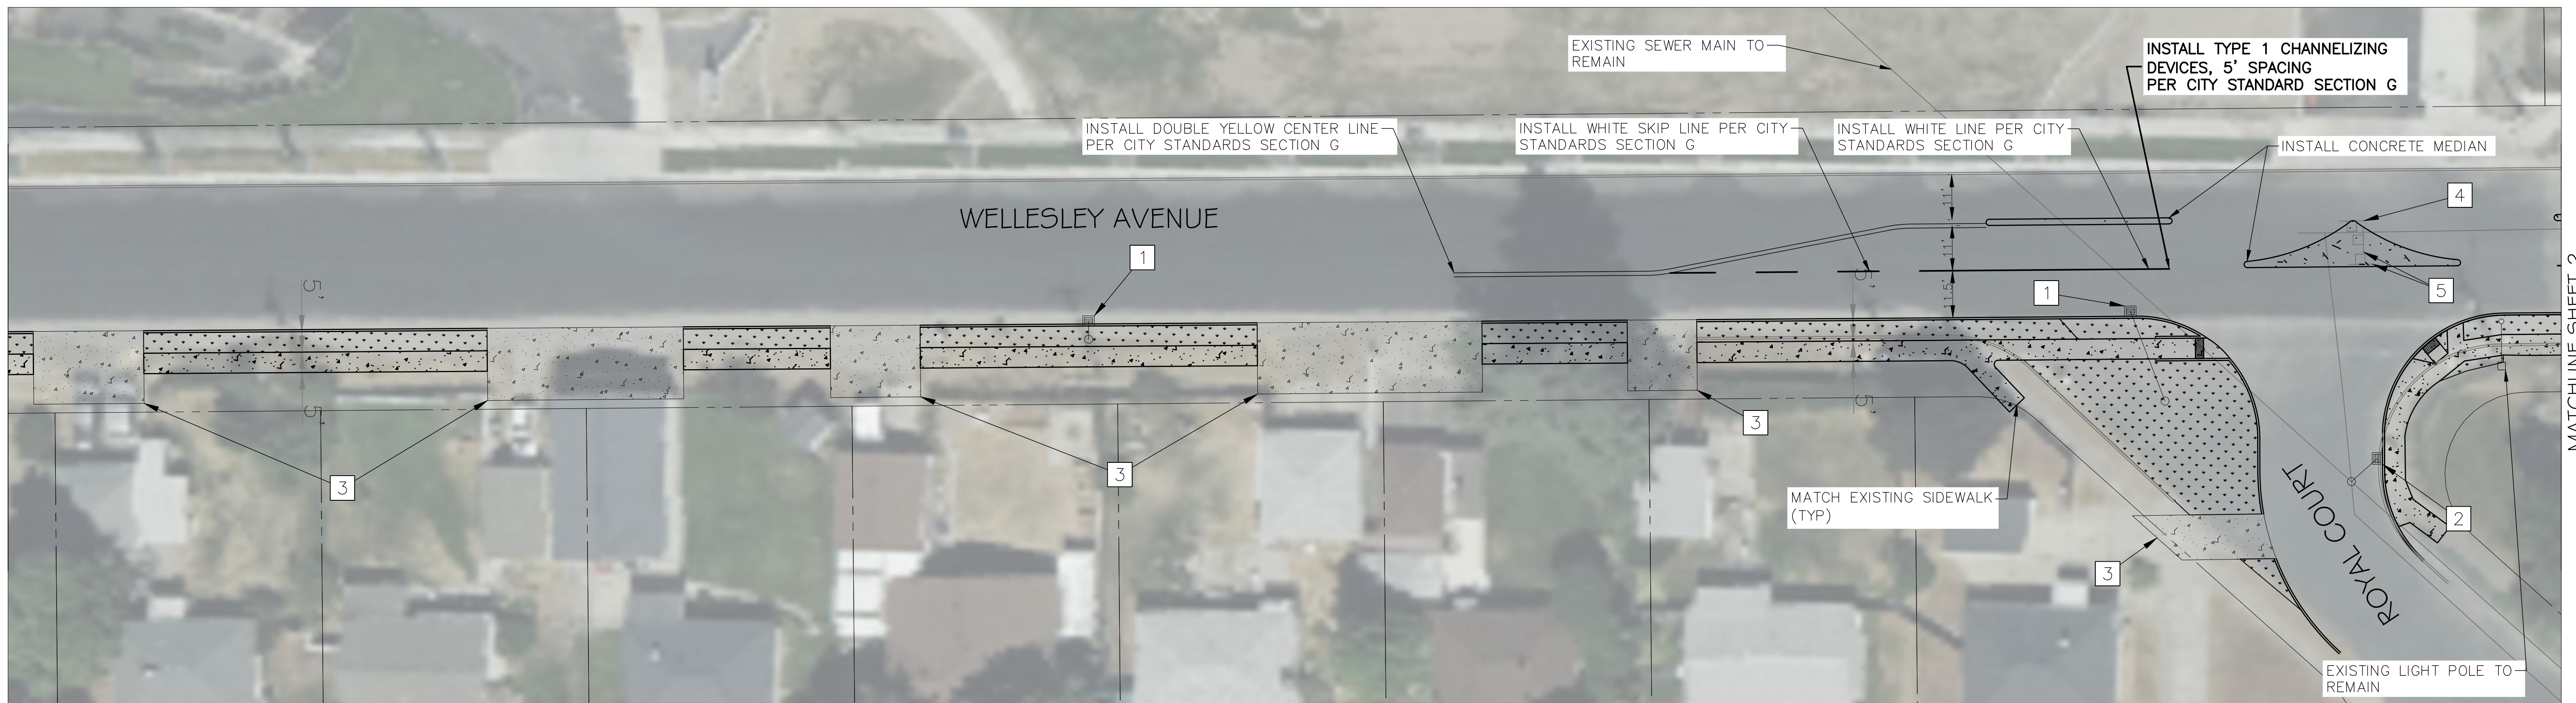 EXISTING SEWER MAIN TO
REMAIN
INSTALL TYPE 1 CHANNELIZING
DEVICES, 5' SPACING
PER CITY STANDARD SECTION G
INSTALL DOUBLE YELLOW CENTER LINE
PER CITY STANDARDS SECTION G
INSTALL WHITE SKIP LINE PER CITY
STANDARDS SECTION G
INSTALL WHITE LINE PER CITY
STANDARDS SECTION G
INSTALL CONCRETE MEDIAN
WELLESLEY AVENUE
11'
11'
11.5'
4
5
1
1
5'
5'
5'
5'
3
3
3
MATCH EXISTING SIDEWALK
(TYP)
3
2
ROYAL COURT
EXISTING LIGHT POLE TO
REMAIN
MATCHLINE SHEET 2